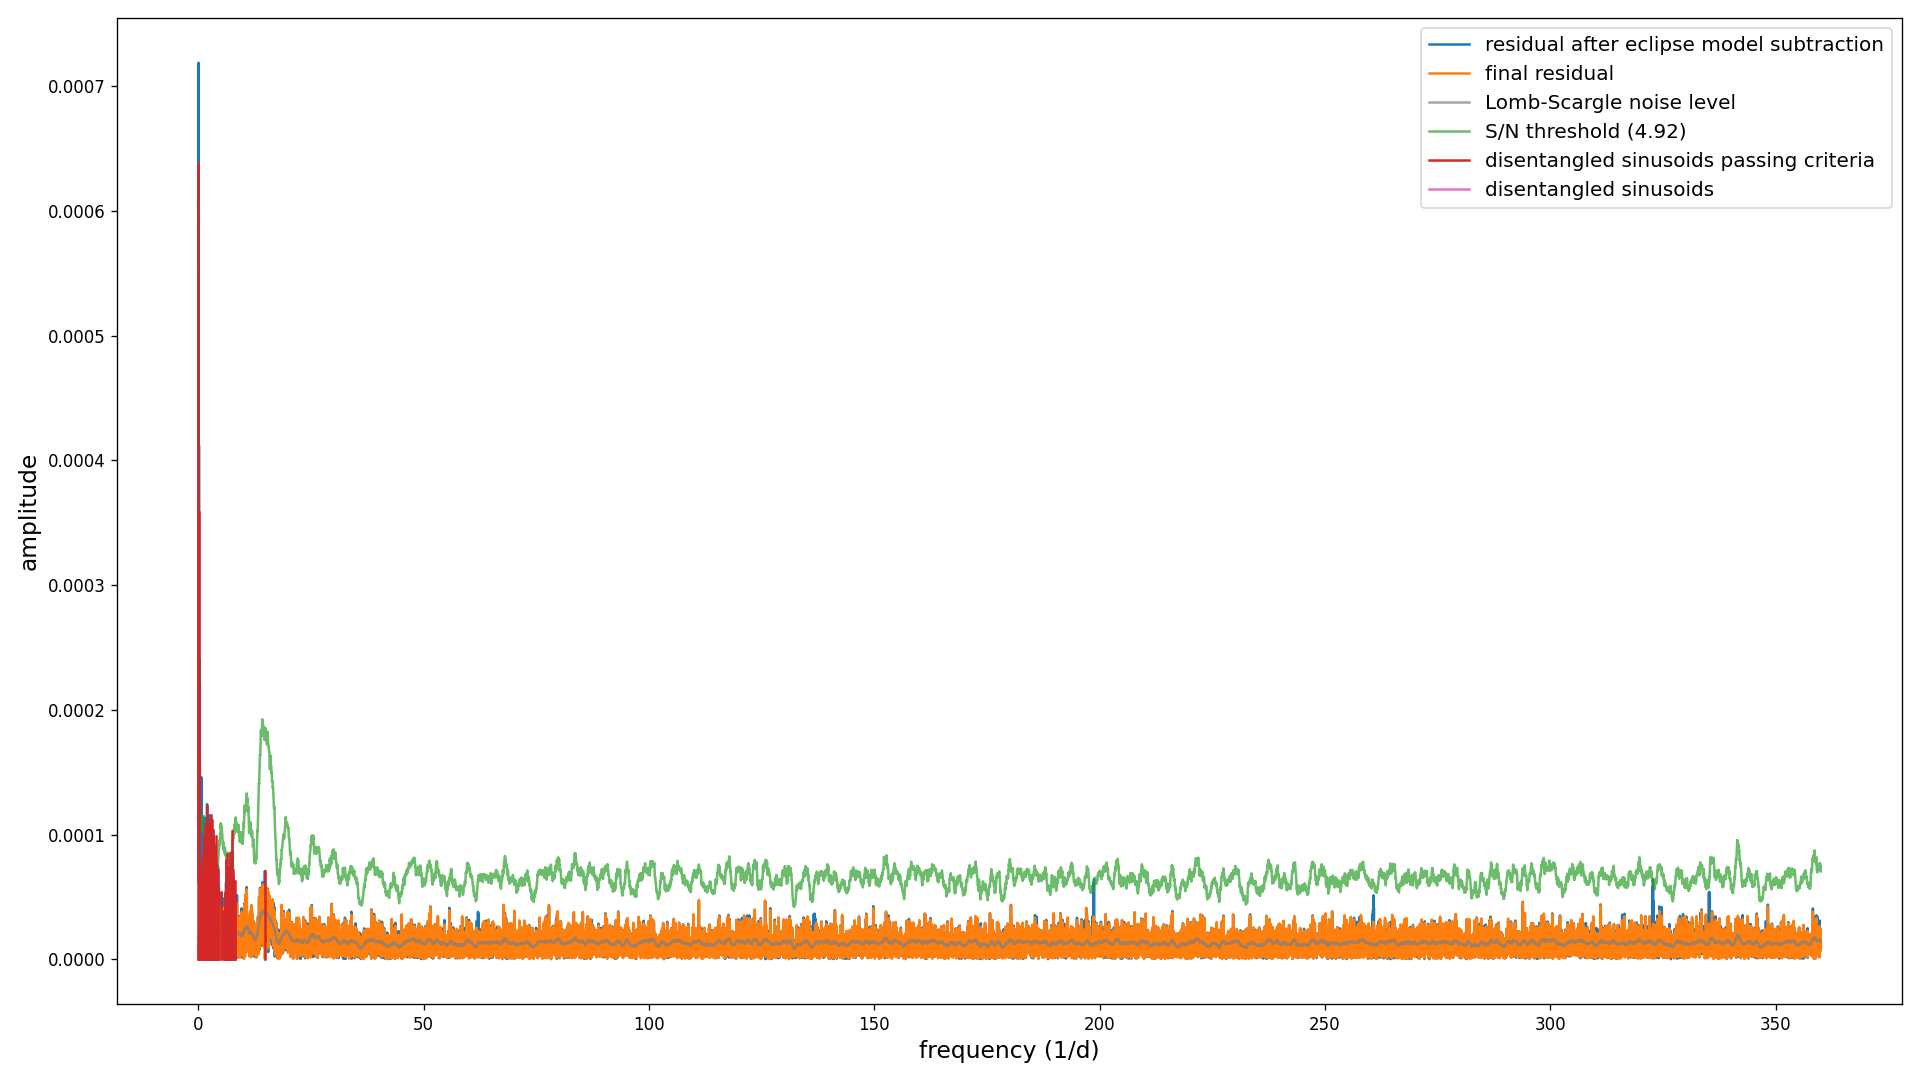 residual after eclipse model subtraction
final residual
Lomb-Scargle noise level
S/N threshold (4.92)
disentangled sinusoids passing criteria
disentangled sinusoids
amplitude
0.0007
0.0006
0.0005
0.0004
0.0003
0.0002
0.0001
0.0000
0 50 100 150 200 250 300 350
frequency (1/d)